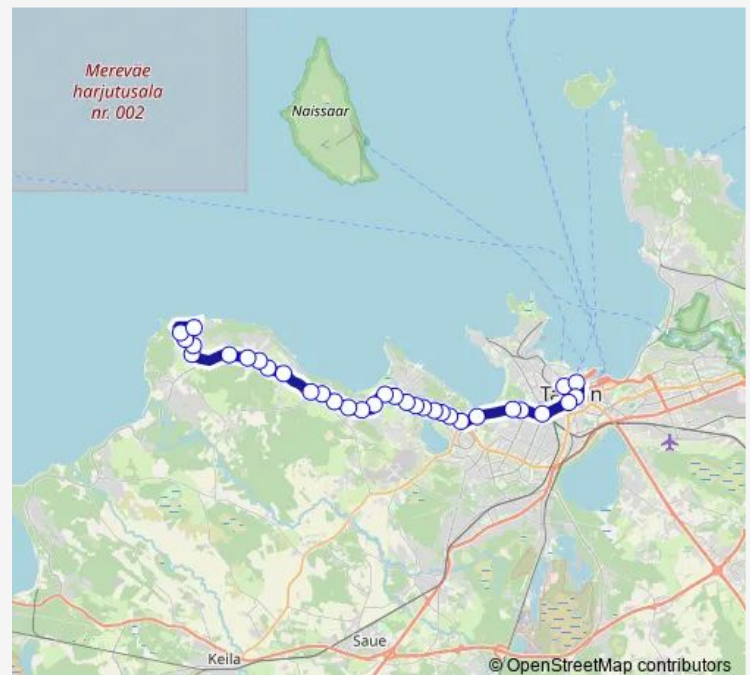 Mereväe
harjutusala
nr. 002
Naissaar
Saue
Keila
© OpenStreetMap contributors